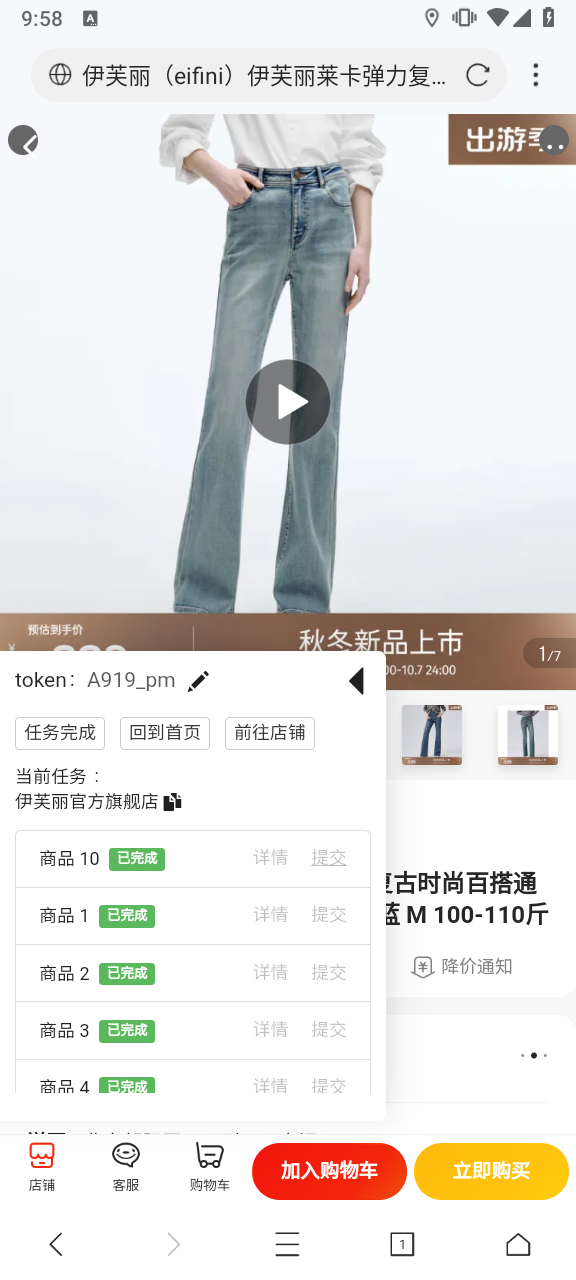 9:58
伊芙丽（eifini）伊芙丽莱卡弹力复...
出游季
预估到手价
秋冬新品上市
00-10.7 24:00
1/7
token： A919_pm
任务完成 回到首页 前往店铺
当前任务：
伊芙丽官方旗舰店
商品 10 已完成 详情 提交
商品 1 已完成 详情 提交
商品 2 已完成 详情 提交
商品 3 已完成 详情 提交
商品 4 已完成 详情 提交
复古时尚百搭通
蓝 M 100-110斤
降价通知
店铺 客服 购物车 加入购物车 立即购买
1